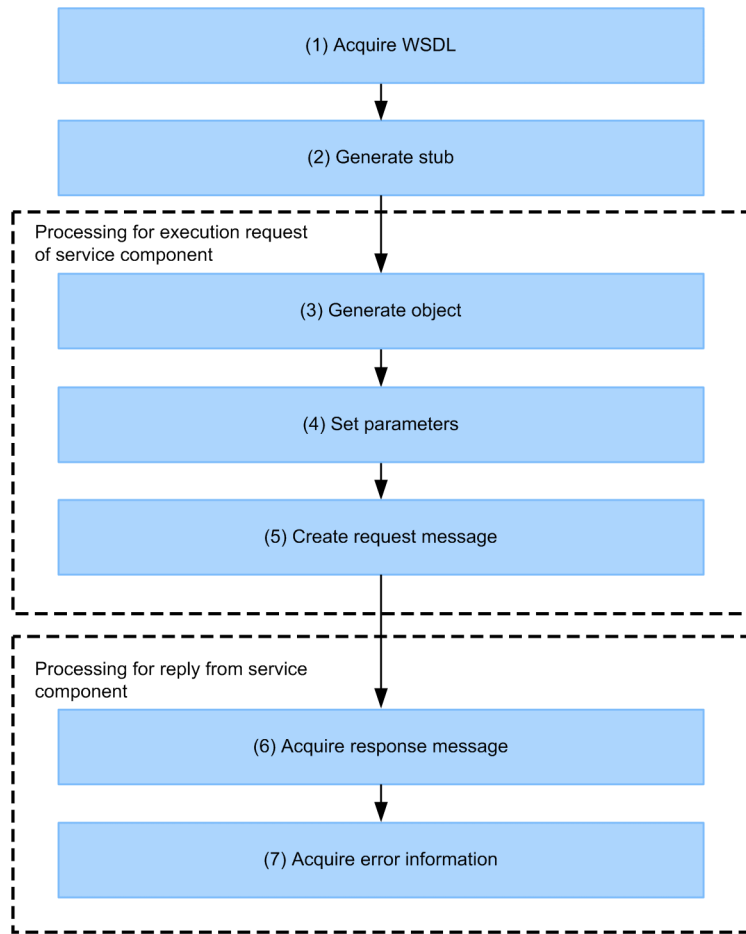 (1) Acquire WSDL
(2) Generate stub
Processing for execution request
of service component
(3) Generate object
(4) Set parameters
(5) Create request message
Processing for reply from service
component
(6) Acquire response message
(7) Acquire error information